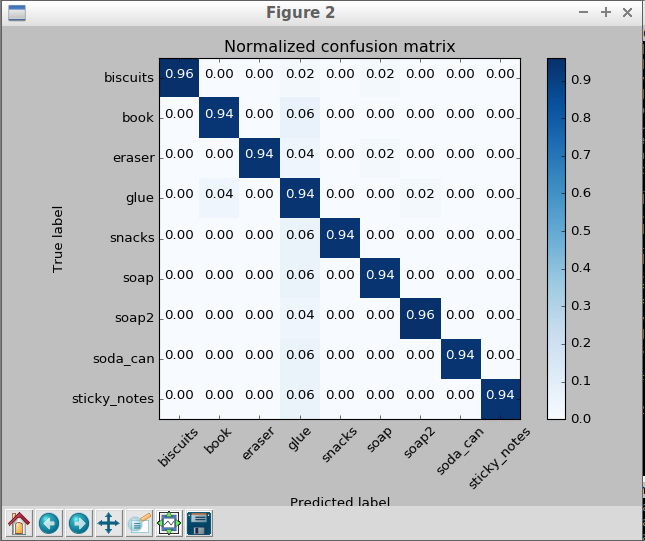 Figure 2
Normalized confusion matrix
biscuits 0.96 0.00 0.00 0.02 0.00 0.02 0.00 0.00 0.00
book 0.00 0.94 0.00 0.06 0.00 0.00 0.00 0.00 0.00
eraser 0.00 0.00 0.94 0.04 0.00 0.02 0.00 0.00 0.00
glue 0.00 0.04 0.00 0.94 0.00 0.00 0.02 0.00 0.00
snacks 0.00 0.00 0.00 0.06 0.94 0.00 0.00 0.00 0.00
soap 0.00 0.00 0.00 0.06 0.00 0.94 0.00 0.00 0.00
soap2 0.00 0.00 0.00 0.04 0.00 0.00 0.96 0.00 0.00
soda_can 0.00 0.00 0.00 0.06 0.00 0.00 0.00 0.94 0.00
sticky_notes 0.00 0.00 0.00 0.06 0.00 0.00 0.00 0.00 0.94
True label
biscuits book eraser glue snacks soap soap2 soda_can sticky_notes
Predicted label
0.9
0.8
0.7
0.6
0.5
0.4
0.3
0.2
0.1
0.0